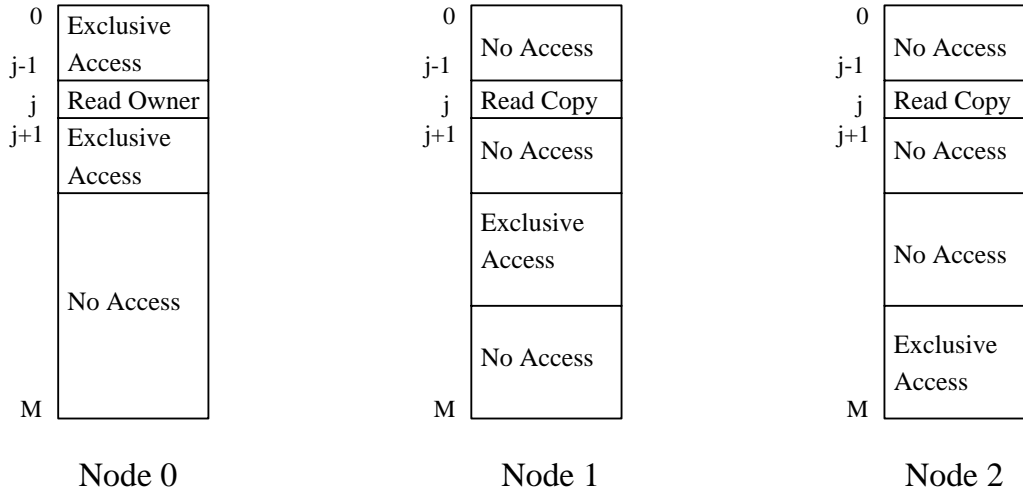 0
Exclusive
Access
j-1
j
Read Owner
j+1
Exclusive
Access
No Access
M
Node 0
0
No Access
j-1
j
Read Copy
j+1
No Access
Exclusive
Access
No Access
M
Node 1
0
No Access
j-1
j
Read Copy
j+1
No Access
No Access
Exclusive
Access
M
Node 2